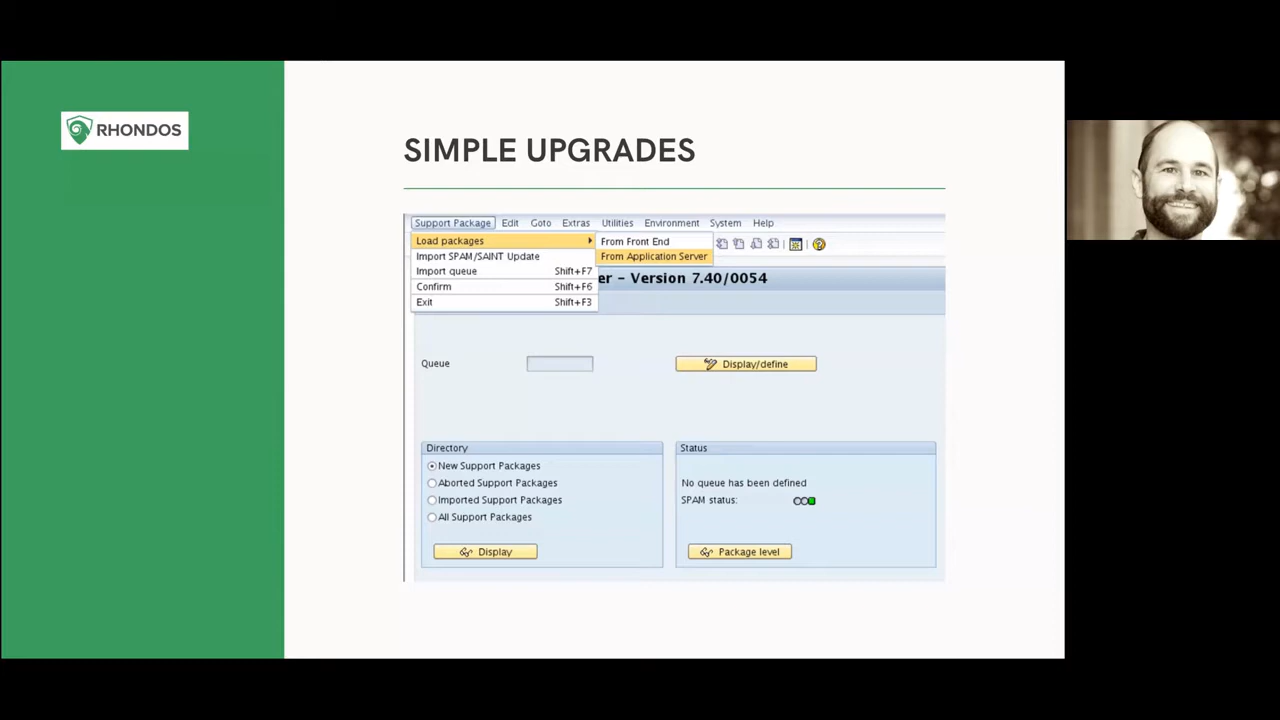 RHONDOS
SIMPLE UPGRADES
Support Package Edit Goto Extras Utilities Environment System Help
Load packages
From Front End
Import SPAM/SAINT Update
From Application Server
Import queue Shift+F7
Confirm Shift+F6
Exit Shift+F3
er – Version 7.40/0054
Queue
Display/define
Directory
New Support Packages
Aborted Support Packages
Imported Support Packages
All Support Packages
Display
Status
No queue has been defined
SPAM status:
Package level